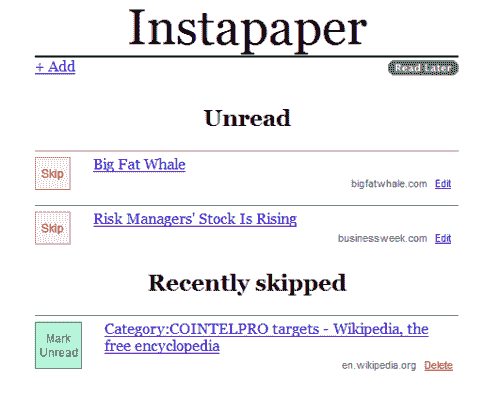 Instapaper
+ Add
Read Later
Unread
Skip
Big Fat Whale
bigfatwhale.com Edit
Skip
Risk Managers' Stock Is Rising
businessweek.com Edit
Recently skipped
Mark
Unread
Category:COINTELPRO targets - Wikipedia, the
free encyclopedia
en.wikipedia.org Delete